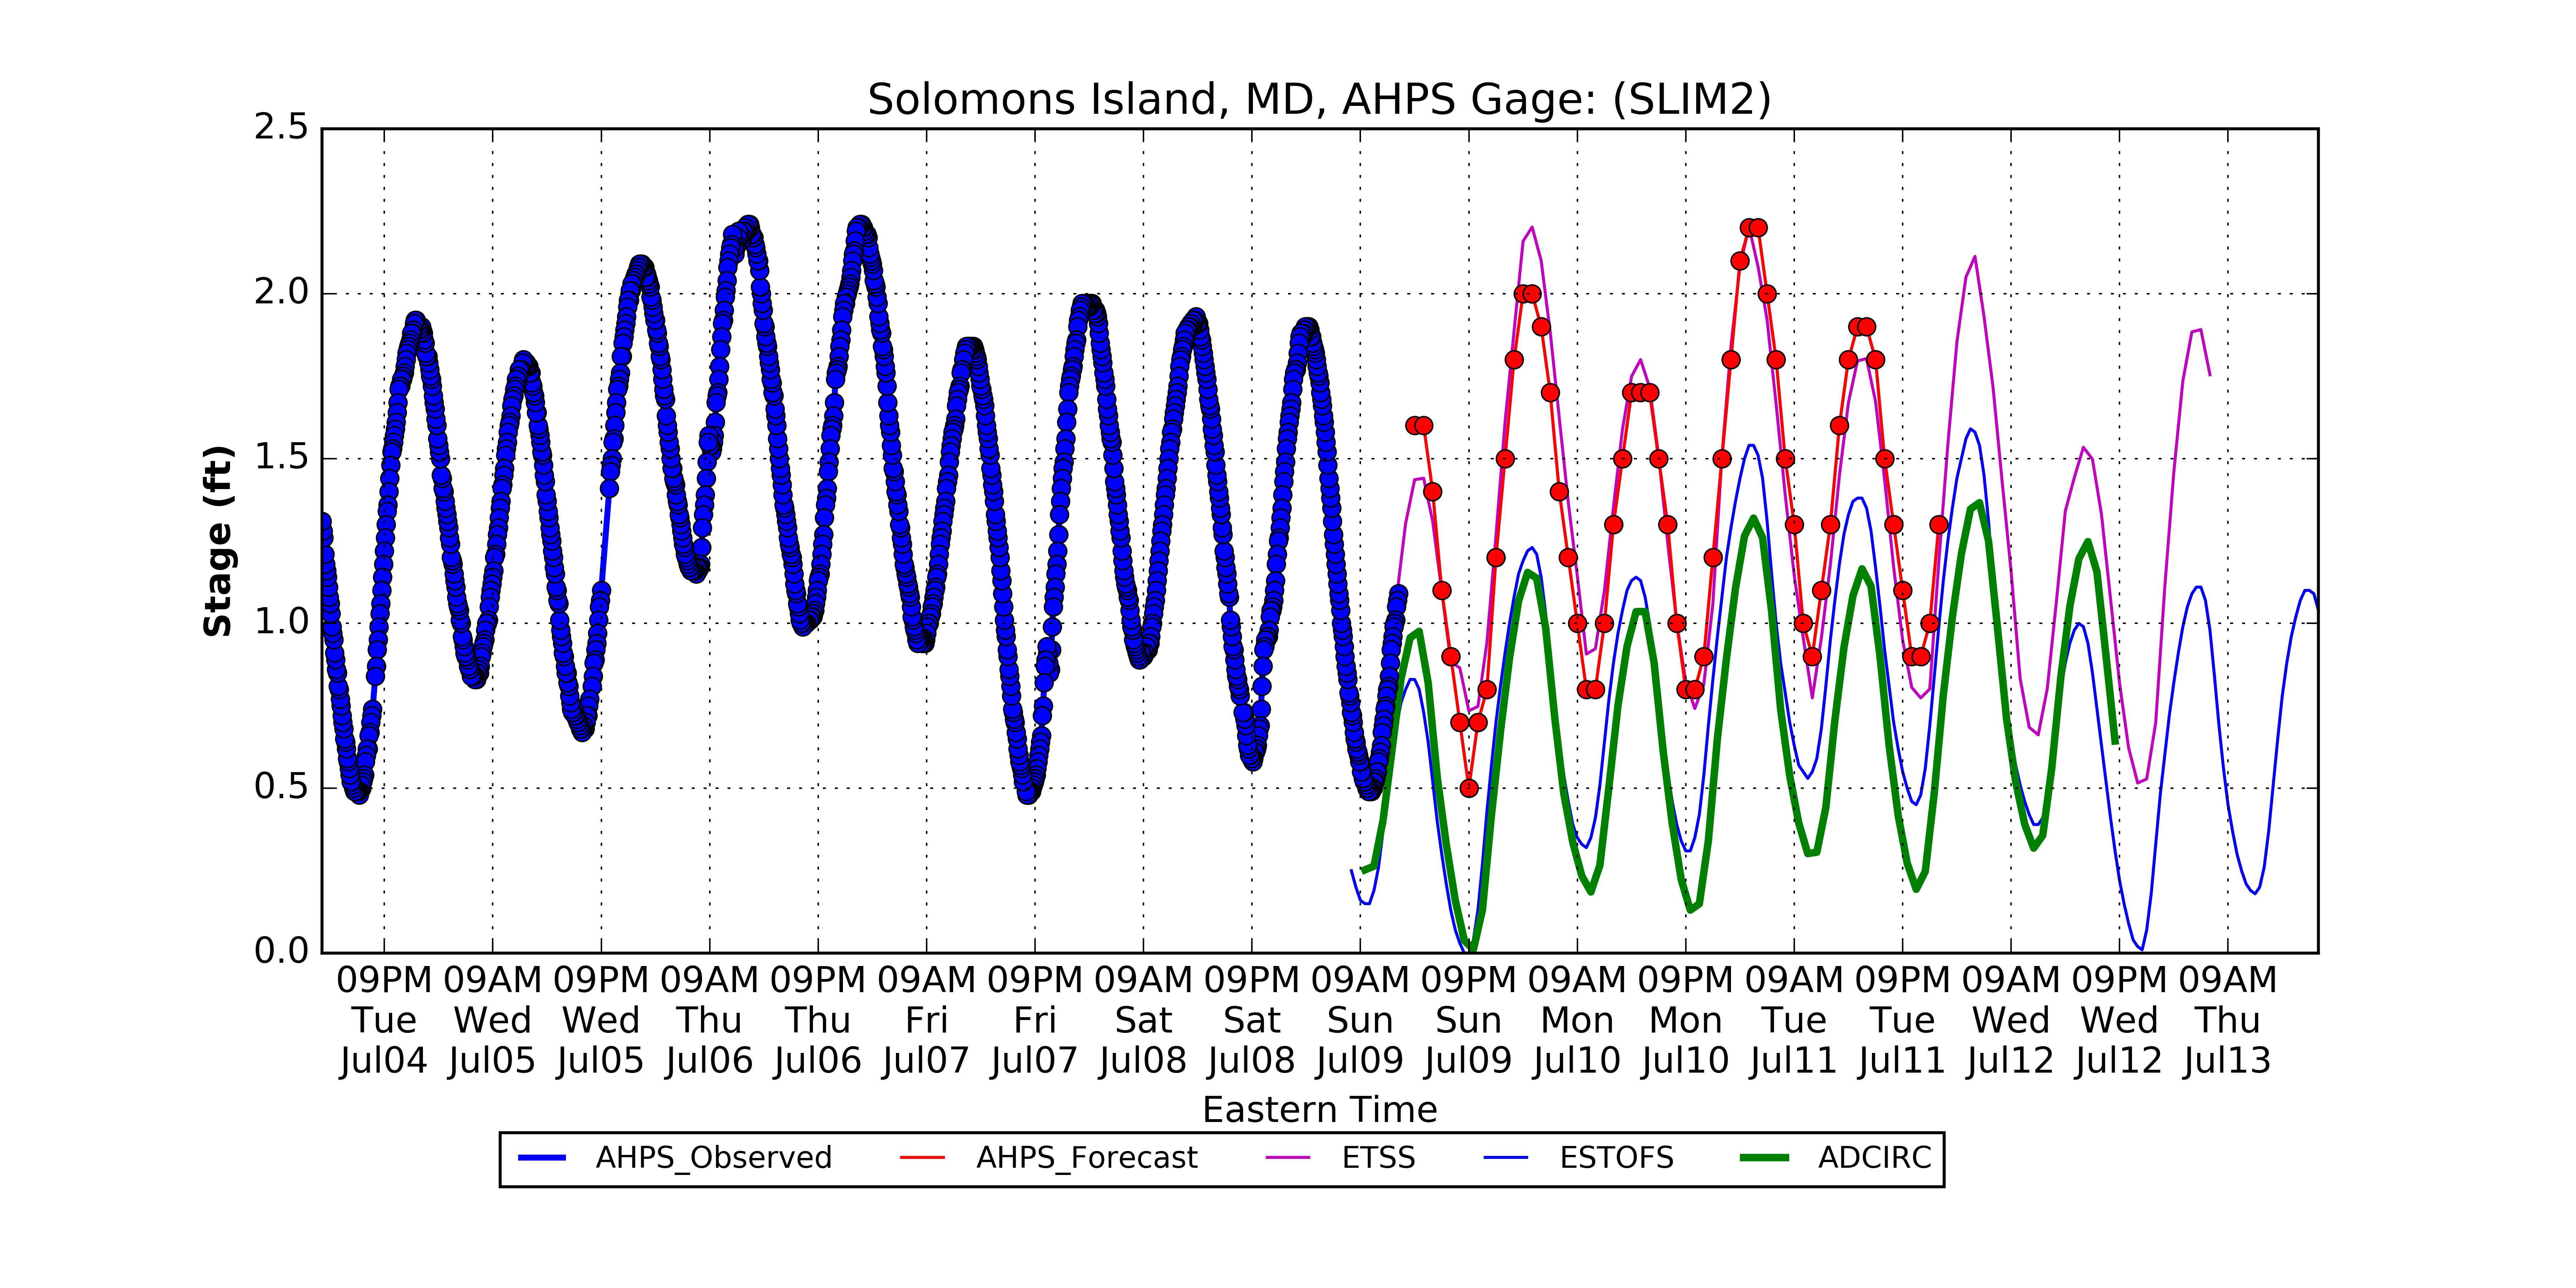 Solomons Island, MD, AHPS Gage: (SLIM2)
2.5
2.0
1.5
1.0
0.5
0.0
Stage (ft)
09PM 09AM 09PM 09AM 09PM 09AM 09PM 09AM 09PM 09AM 09PM 09AM 09PM 09AM 09PM 09AM 09PM 09AM
Tue Wed Wed Thu Thu Fri Fri Sat Sat Sun Sun Mon Mon Tue Tue Wed Wed Thu
Jul04 Jul05 Jul05 Jul06 Jul06 Jul07 Jul07 Jul08 Jul08 Jul09 Jul09 Jul10 Jul10 Jul11 Jul11 Jul12 Jul12 Jul13
Eastern Time
AHPS_Observed AHPS_Forecast ETSS ESTOFS ADCIRC